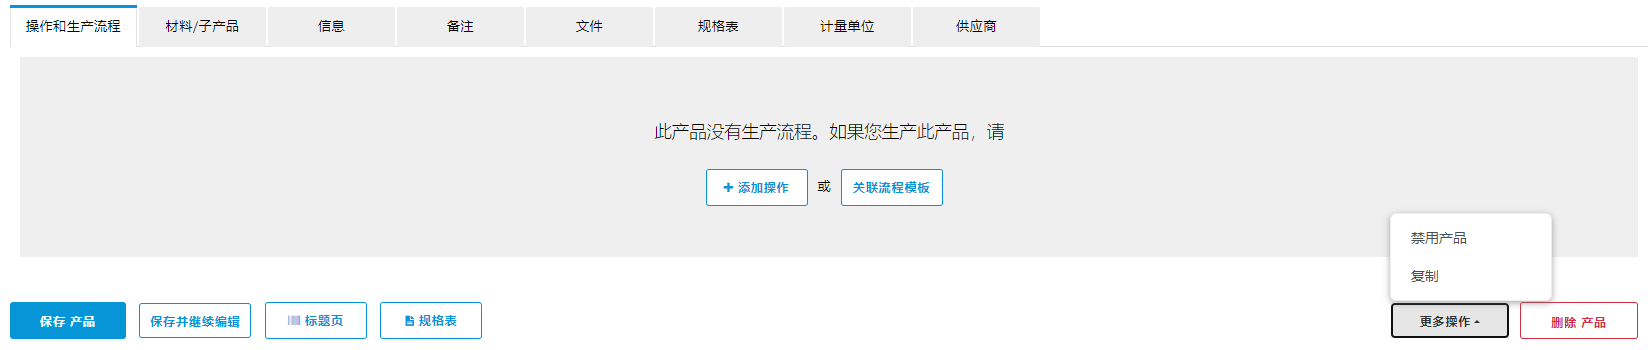 操作和生产流程 材料/子产品 信息 备注 文件 规格表 计量单位 供应商
此产品没有生产流程。如果您生产此产品，请
添加操作 或 关联流程模板
禁用产品
复制
保存 产品 保存并继续编辑 标题页 规格表 更多操作 删除 产品